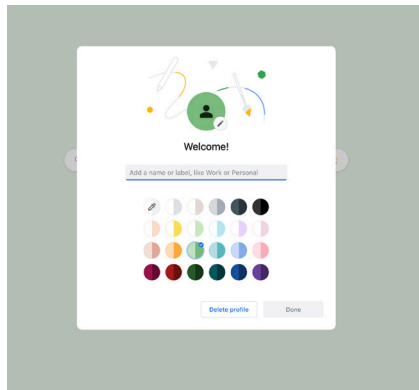 Welcome!
Add a name or label, like Work or Personal
Delete profile
Done